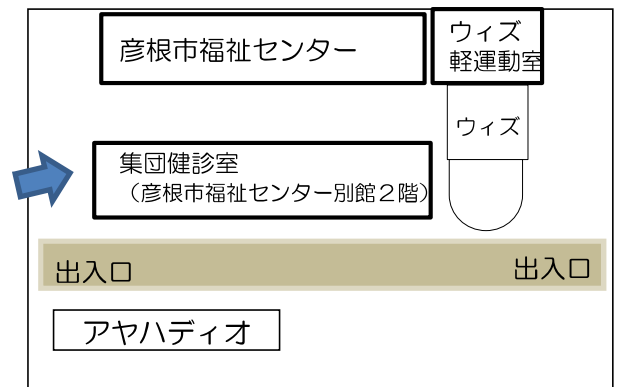 彦根市福祉センター
ウィズ
軽運動室
ウィズ
集団健診室
（彦根市福祉センター別館２階）
出入口
出入口
アヤハディオ